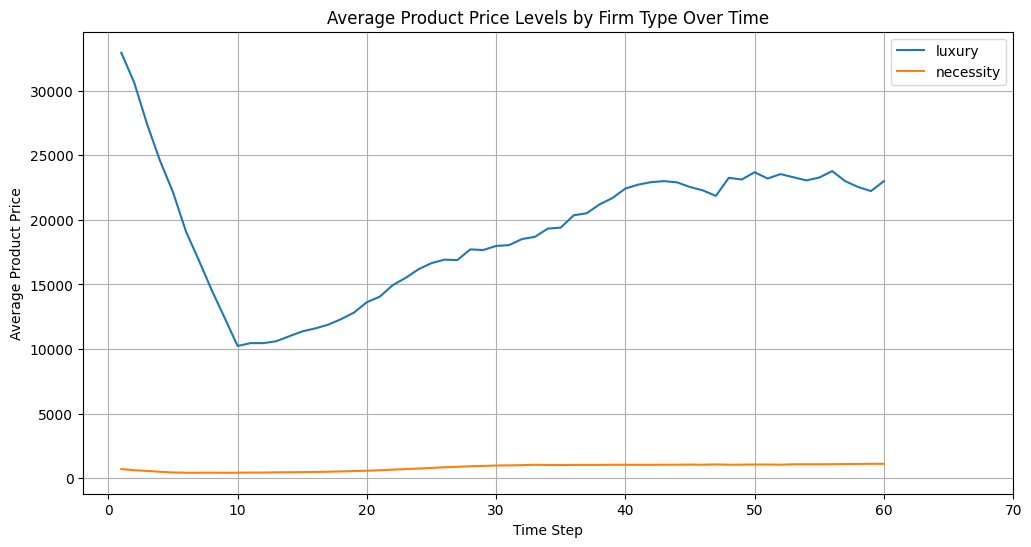 Average Product Price Levels by Firm Type Over Time
luxury
necessity
Average Product Price
30000
25000
20000
15000
10000
5000
0
0 10 20 30 40 50 60 70
Time Step